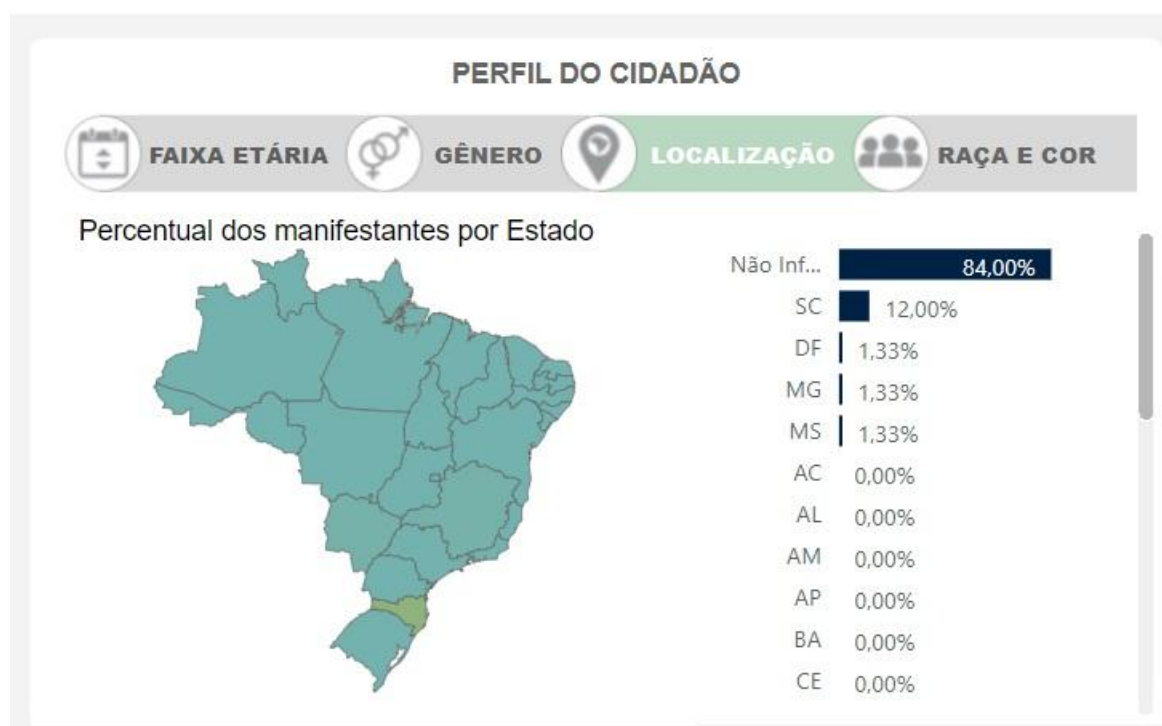 PERFIL DO CIDADÃO
FAIXA ETÁRIA GÊNERO LOCALIZAÇÃO RAÇA E COR
Percentual dos manifestantes por Estado
Não Inf... 84,00%
SC 12,00%
DF 1,33%
MG 1,33%
MS 1,33%
AC 0,00%
AL 0,00%
AM 0,00%
AP 0,00%
BA 0,00%
CE 0,00%